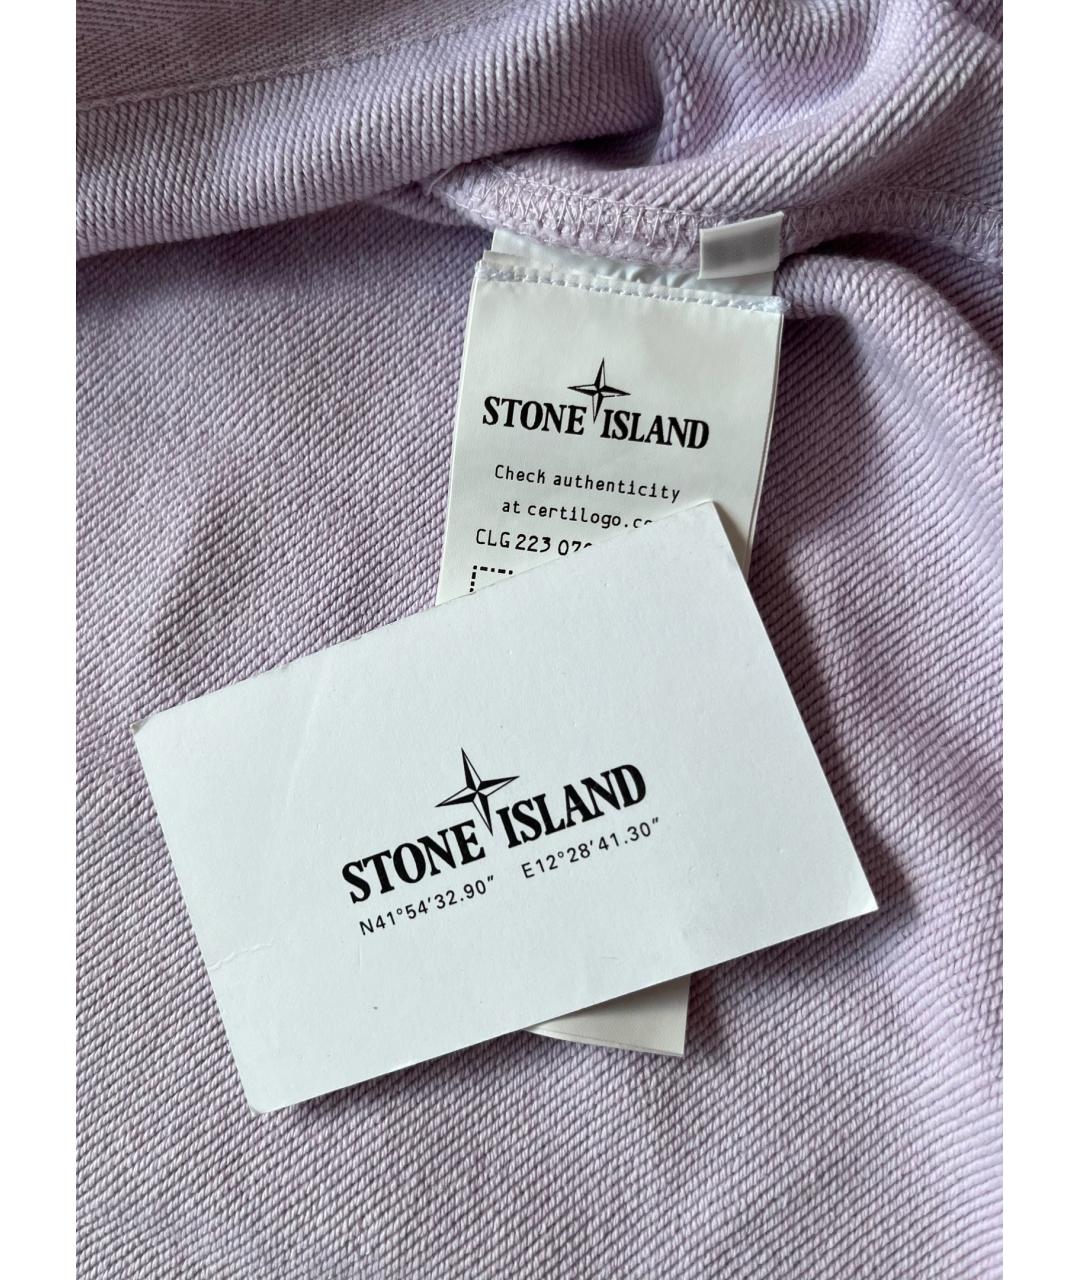 STONE ISLAND
Check authenticity
at certilogo.co
CLG 223 07
STONE ISLAND
N41°54'32.90" E12°28'41.30"